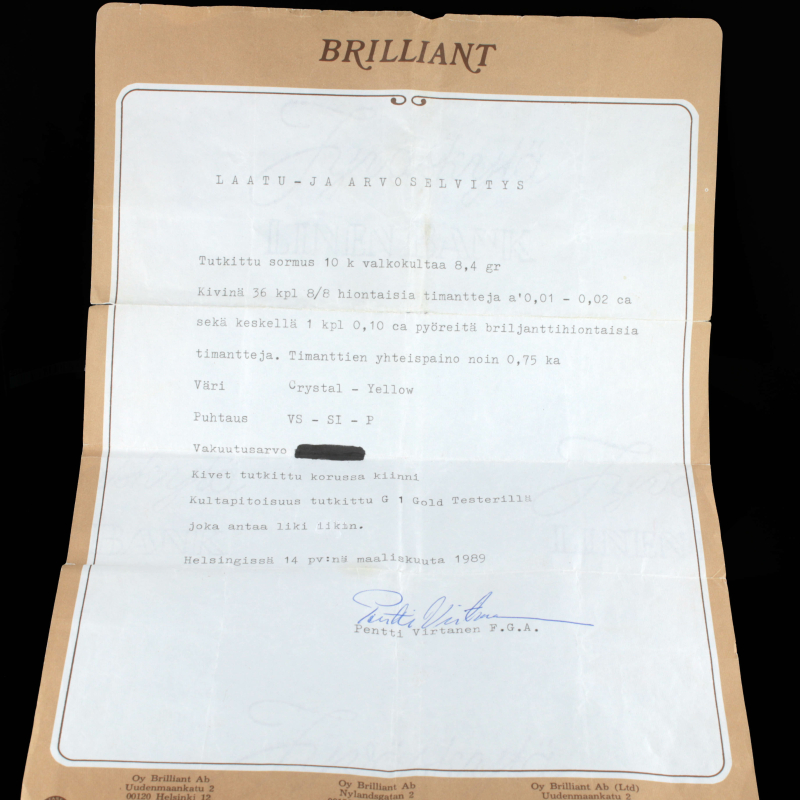 BRILLIANT
LAATU-JA ARVOSELVITYS
Tutkittu sormus 10 k valkokultaa 8,4 gr
Kivinä 36 kpl 8/8 hiontaisia timantteja a'0,01 - 0,02 ca
sekä keskellä 1 kpl 0,10 ca pyöreitä briljanttihiontaisia
timantteja. Timanttien yhteispaino noin 0,75 ka
Väri Crystal - Yellow
Puhtaus VS - SI - P
Vakuutusarvo
Kivet tutkittu korussa kiinni
Kultapitoisuus tutkittu G 1 Gold Testerillä
joka antaa liki iikin.
Helsingissä 14 pv:nä maaliskuuta 1989
Pentti Virtanen
Pentti Virtanen F.G.A.
Oy Brilliant Ab Oy Brilliant Ab Oy Brilliant Ab (Ltd)
Uudenmaankatu 2 Nylandsgatan 2 Uudenmaankatu 2
00120 Helsinki 12